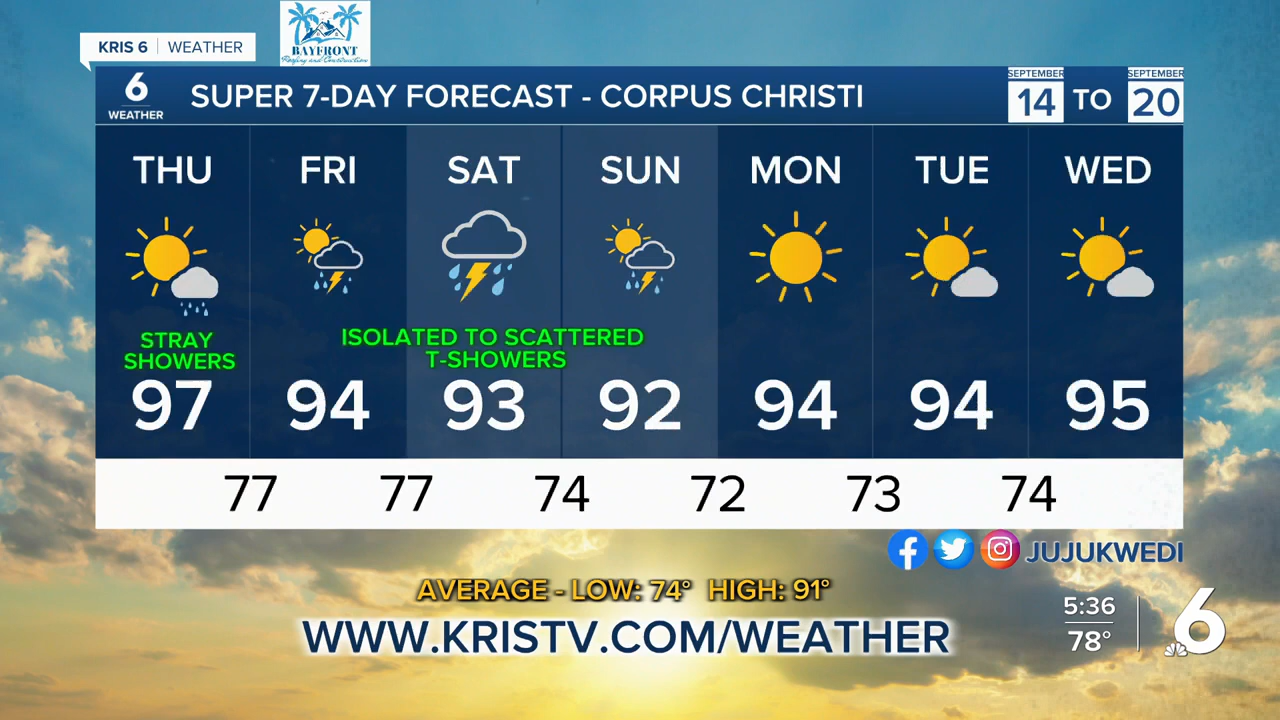 BAYFRONT
Roofing and Construction
KRIS 6 | WEATHER
6
WEATHER
SUPER 7-DAY FORECAST - CORPUS CHRISTI
SEPTEMBER
14
TO
SEPTEMBER
20
THU FRI SAT SUN MON TUE WED
STRAY
SHOWERS
ISOLATED TO SCATTERED
T-SHOWERS
97 94 93 92 94 94 95
77 77 74 72 73 74
JUJUKWEDI
AVERAGE - LOW: 74° HIGH: 91°
WWW.KRISTV.COM/WEATHER
5:36
78°
6